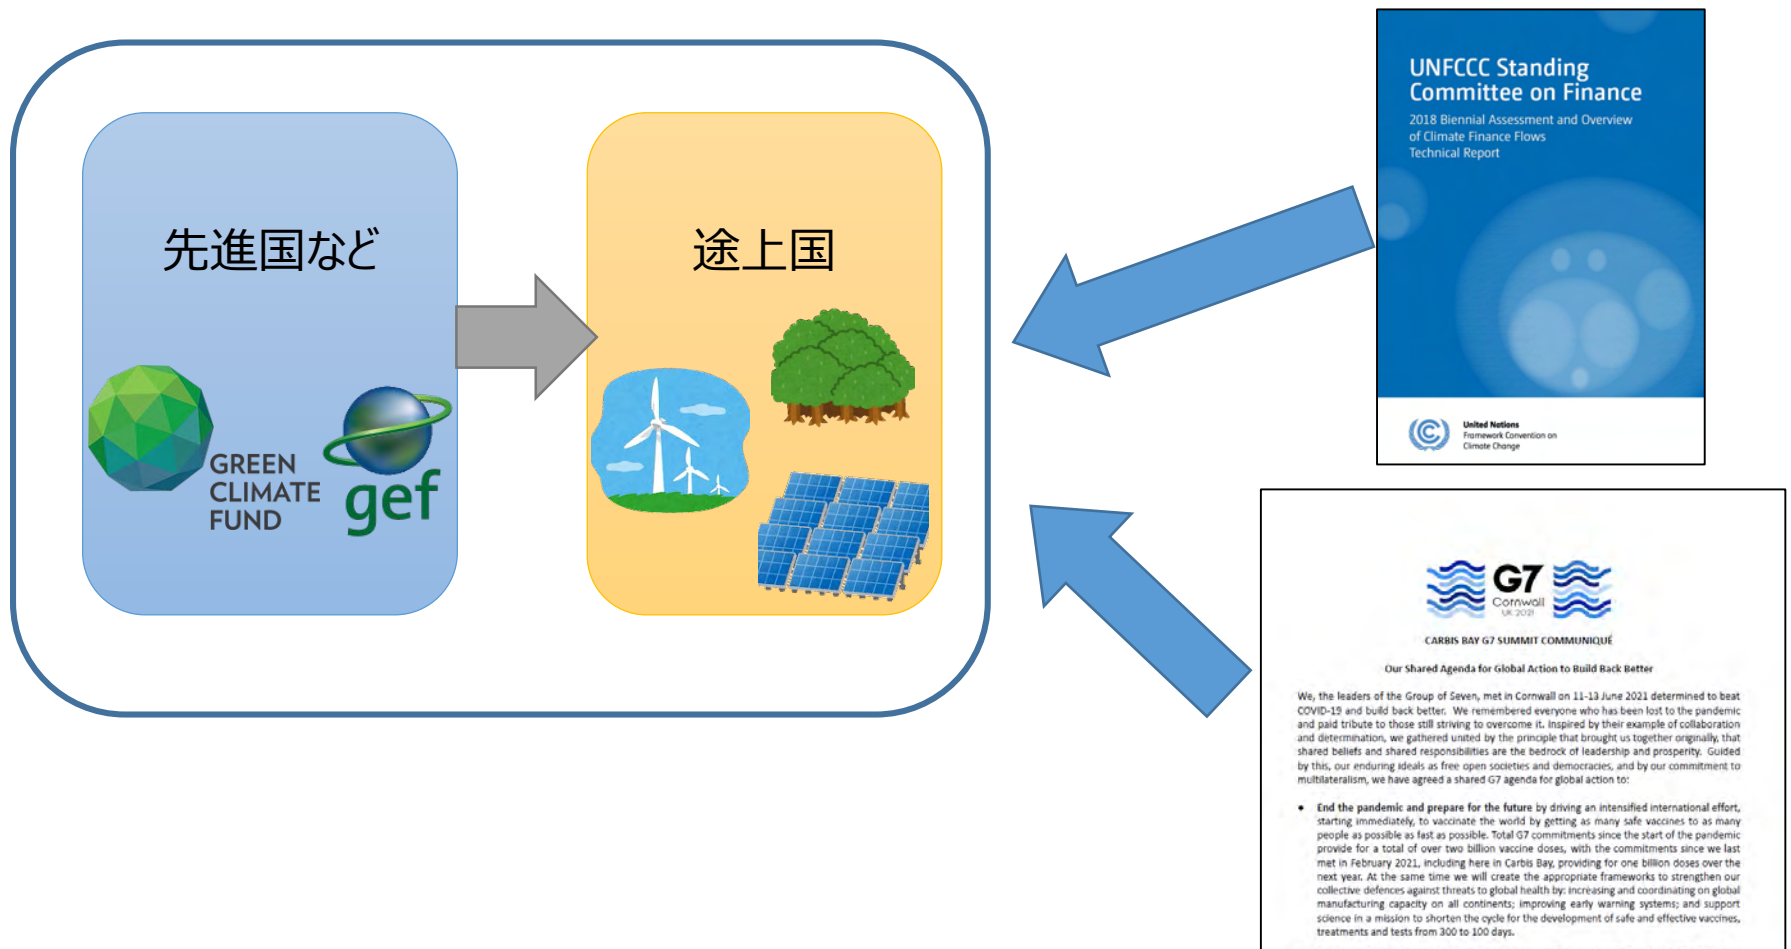 先進国など
GREEN
CLIMATE
FUND
gef
途上国
UNFCCC Standing
Committee on Finance
2018 Biennial Assessment and Overview
of Climate Finance Flows
Technical Report
United Nations
Framework Convention on
Climate Change
G7
Cornwall
UK 2021
CARBIS BAY G7 SUMMIT COMMUNIQUÉ
Our Shared Agenda for Global Action to Build Back Better
We, the leaders of the Group of Seven, met in Cornwall on 11-13 June 2021 determined to beat
COVID-19 and build back better. We remembered everyone who has been lost to the pandemic
and paid tribute to those still striving to overcome it. Inspired by their example of collaboration
and determination, we gathered united by the principle that brought us together originally, that
shared beliefs and shared responsibilities are the bedrock of leadership and prosperity. Guided
by this, our enduring ideals as free open societies and democracies, and by our commitment to
multilateralism, we have agreed a shared G7 agenda for global action to:
• End the pandemic and prepare for the future by driving an intensified international effort,
starting immediately, to vaccinate the world by getting as many safe vaccines to as many
people as possible as fast as possible. Total G7 commitments since the start of the pandemic
provide for a total of over two billion vaccine doses, with the commitments since we last
met in February 2021, including here in Carbis Bay, providing for one billion doses over the
next year. At the same time we will create the appropriate frameworks to strengthen our
collective defences against threats to global health by: increasing and coordinating on global
manufacturing capacity on all continents; improving early warning systems; and support
science in a mission to shorten the cycle for the development of safe and effective vaccines,
treatments and tests from 300 to 100 days.